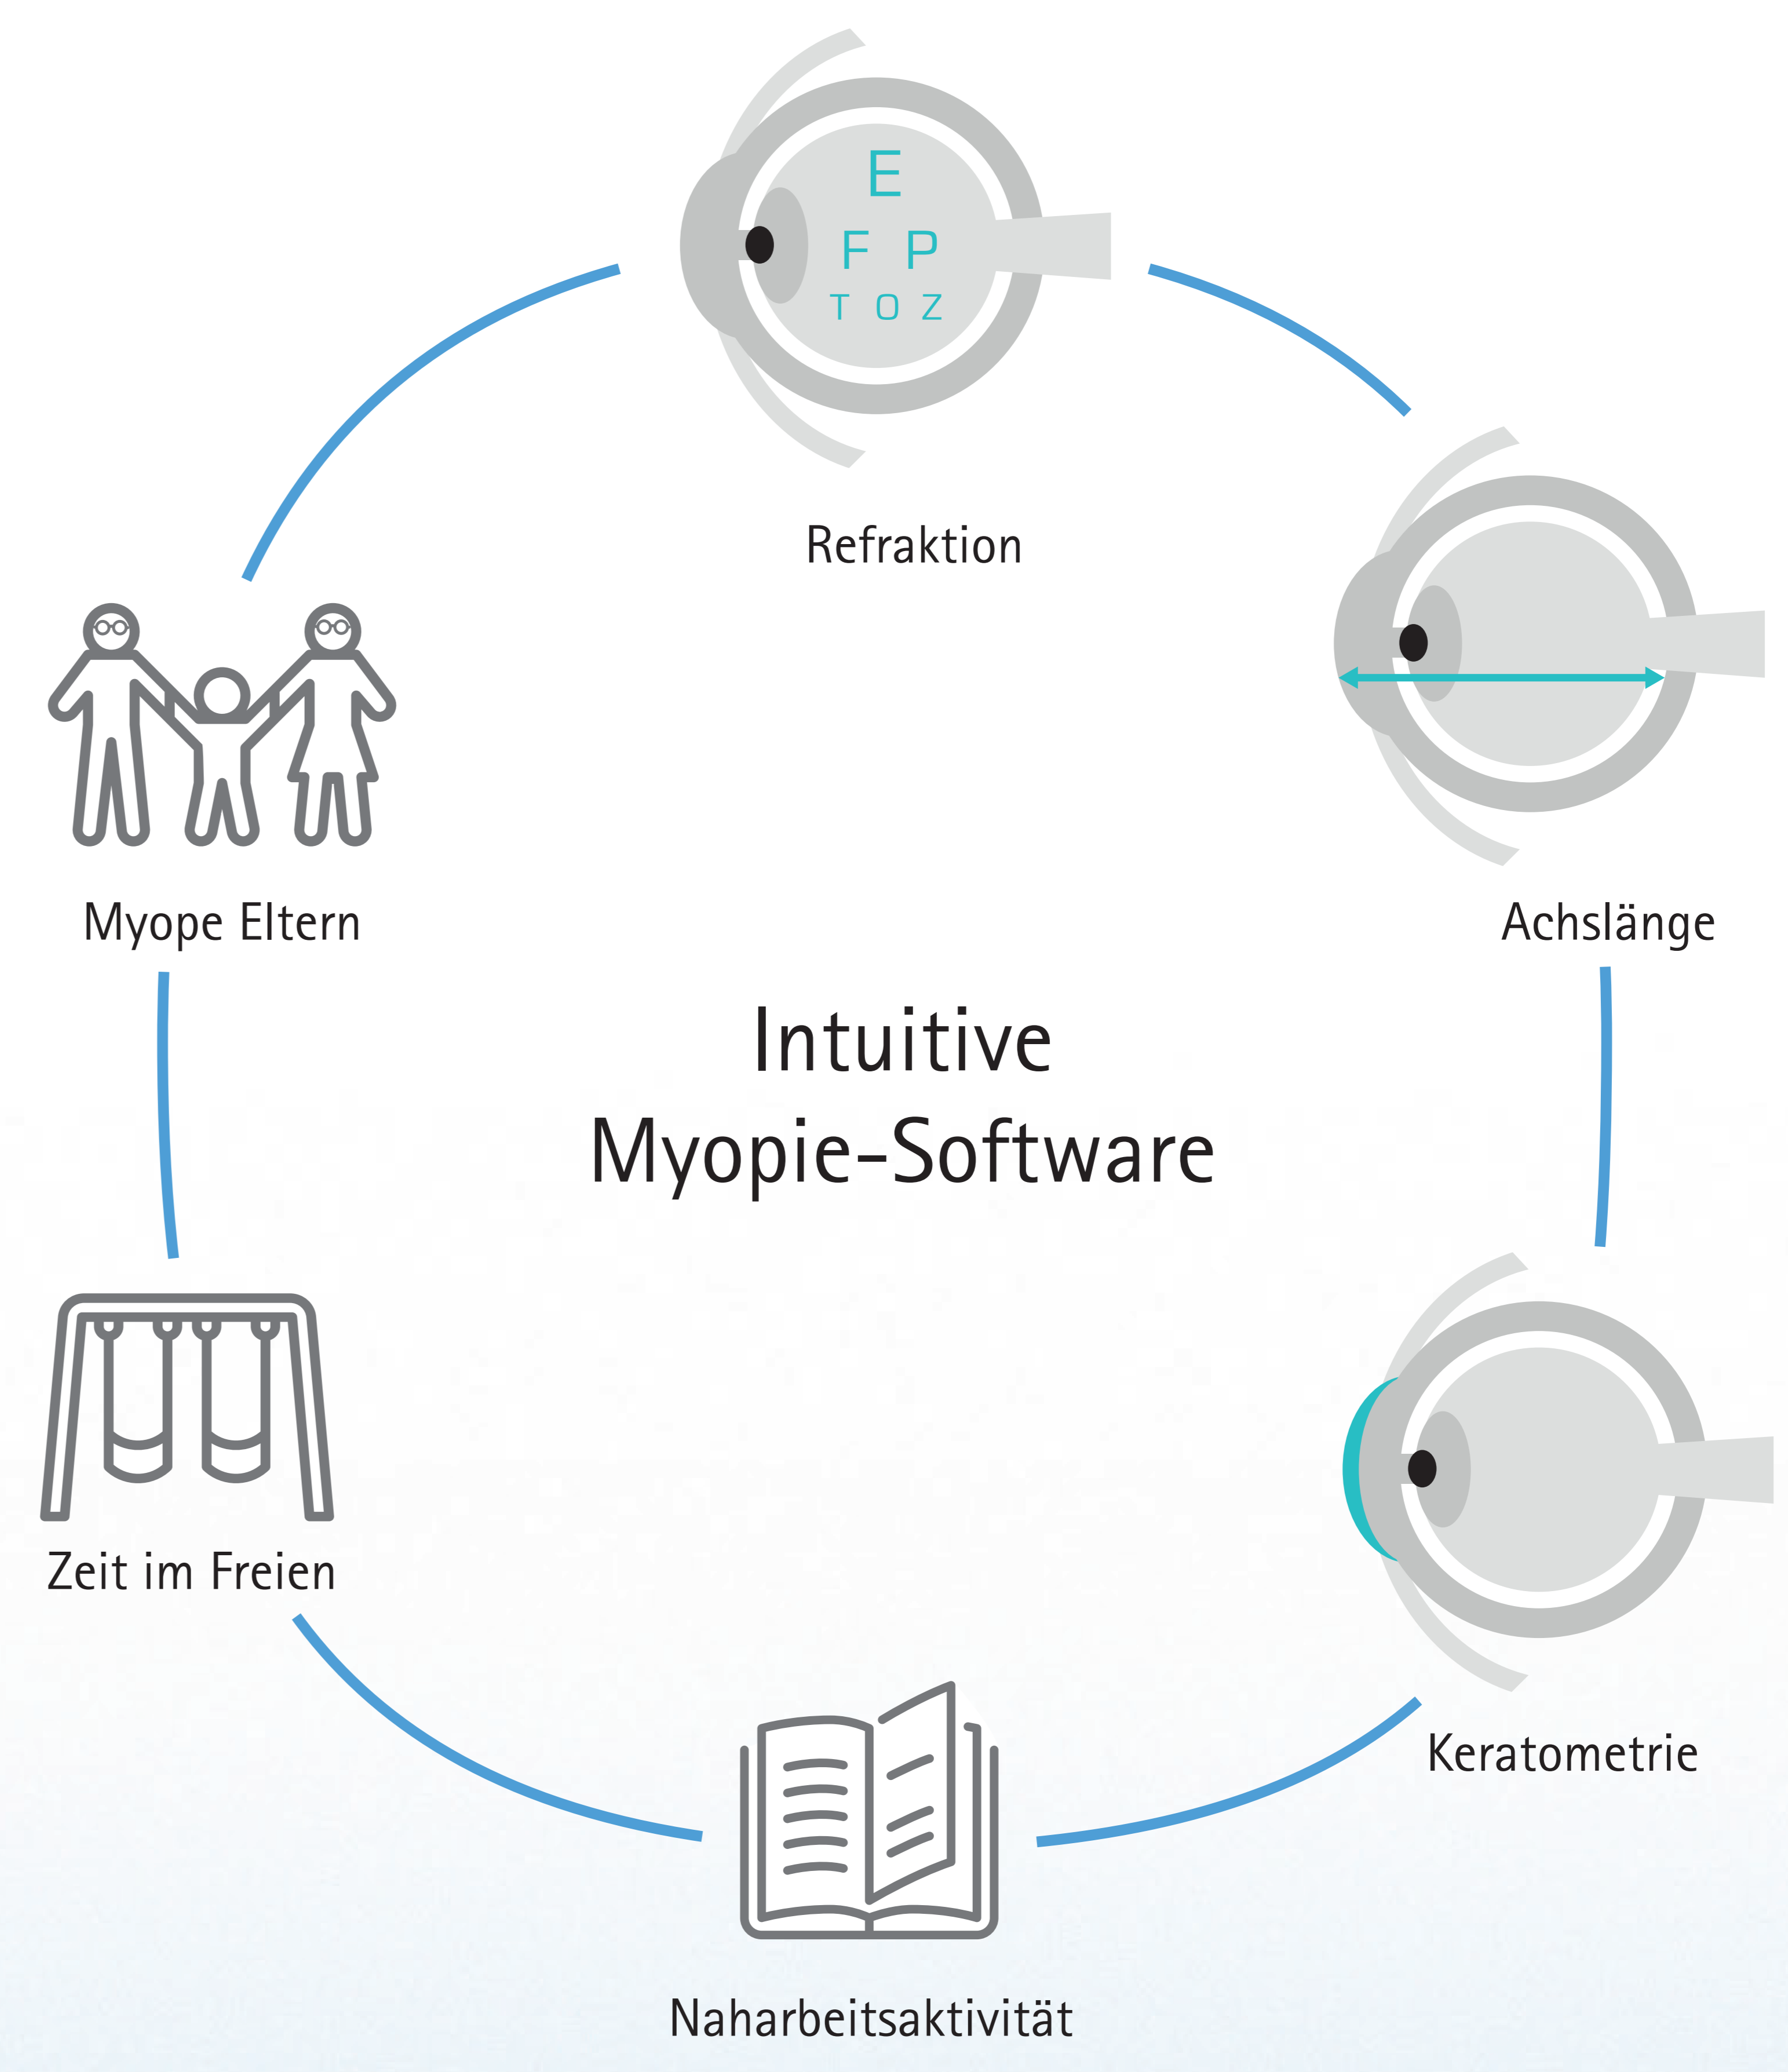 E
F P
T O Z
Refraktion
Myope Eltern
Achslänge
Intuitive
Myopie-Software
Zeit im Freien
Keratometrie
Naharbeitsaktivität